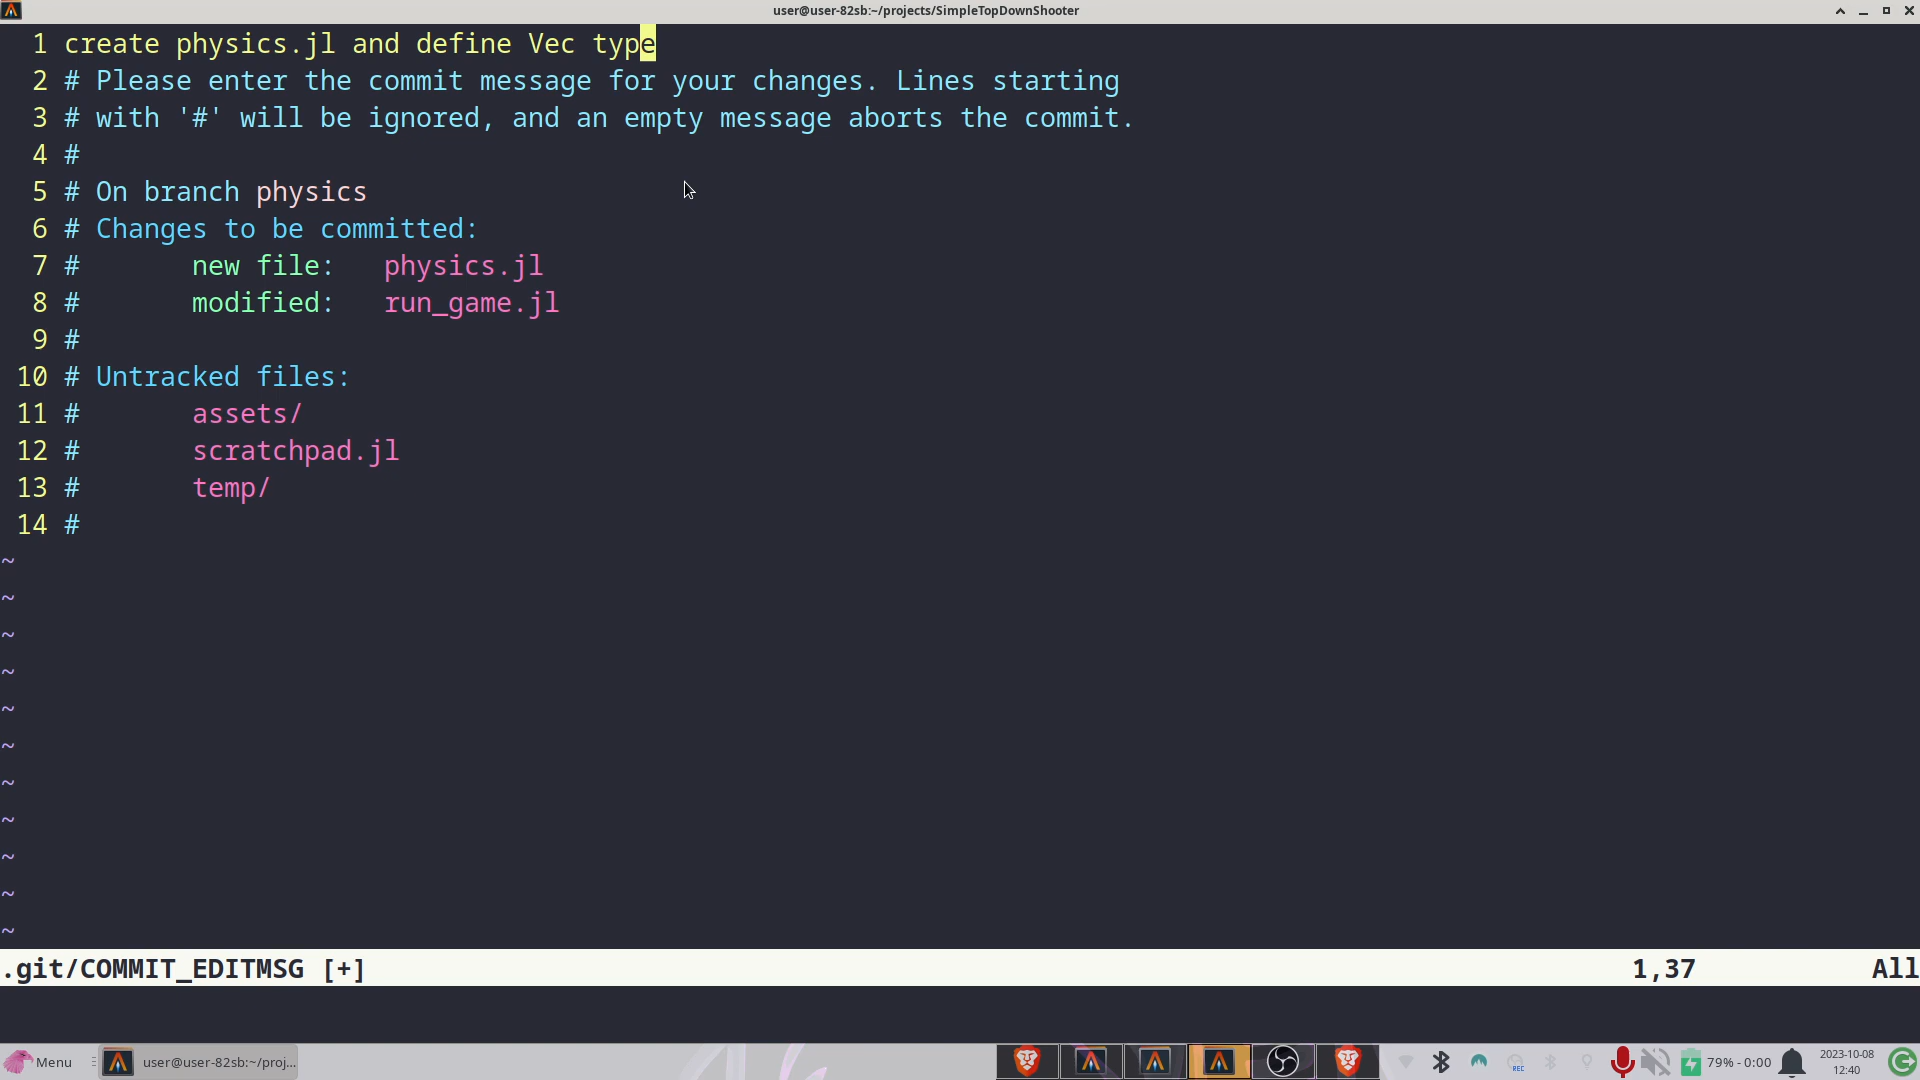 user@user-82sb:~/projects/SimpleTopDownShooter
1 create physics.jl and define Vec type
2 # Please enter the commit message for your changes. Lines starting
3 # with '#' will be ignored, and an empty message aborts the commit.
4 #
5 # On branch physics
6 # Changes to be committed:
7 # new file: physics.jl
8 # modified: run_game.jl
9 #
10 # Untracked files:
11 # assets/
12 # scratchpad.jl
13 # temp/
14 #
~
~
~
~
~
~
~
~
~
~
~
.git/COMMIT_EDITMSG [+] 1,37 All
Menu user@user-82sb:~/proj... REC 79% - 0:00 2023-10-08
12:40